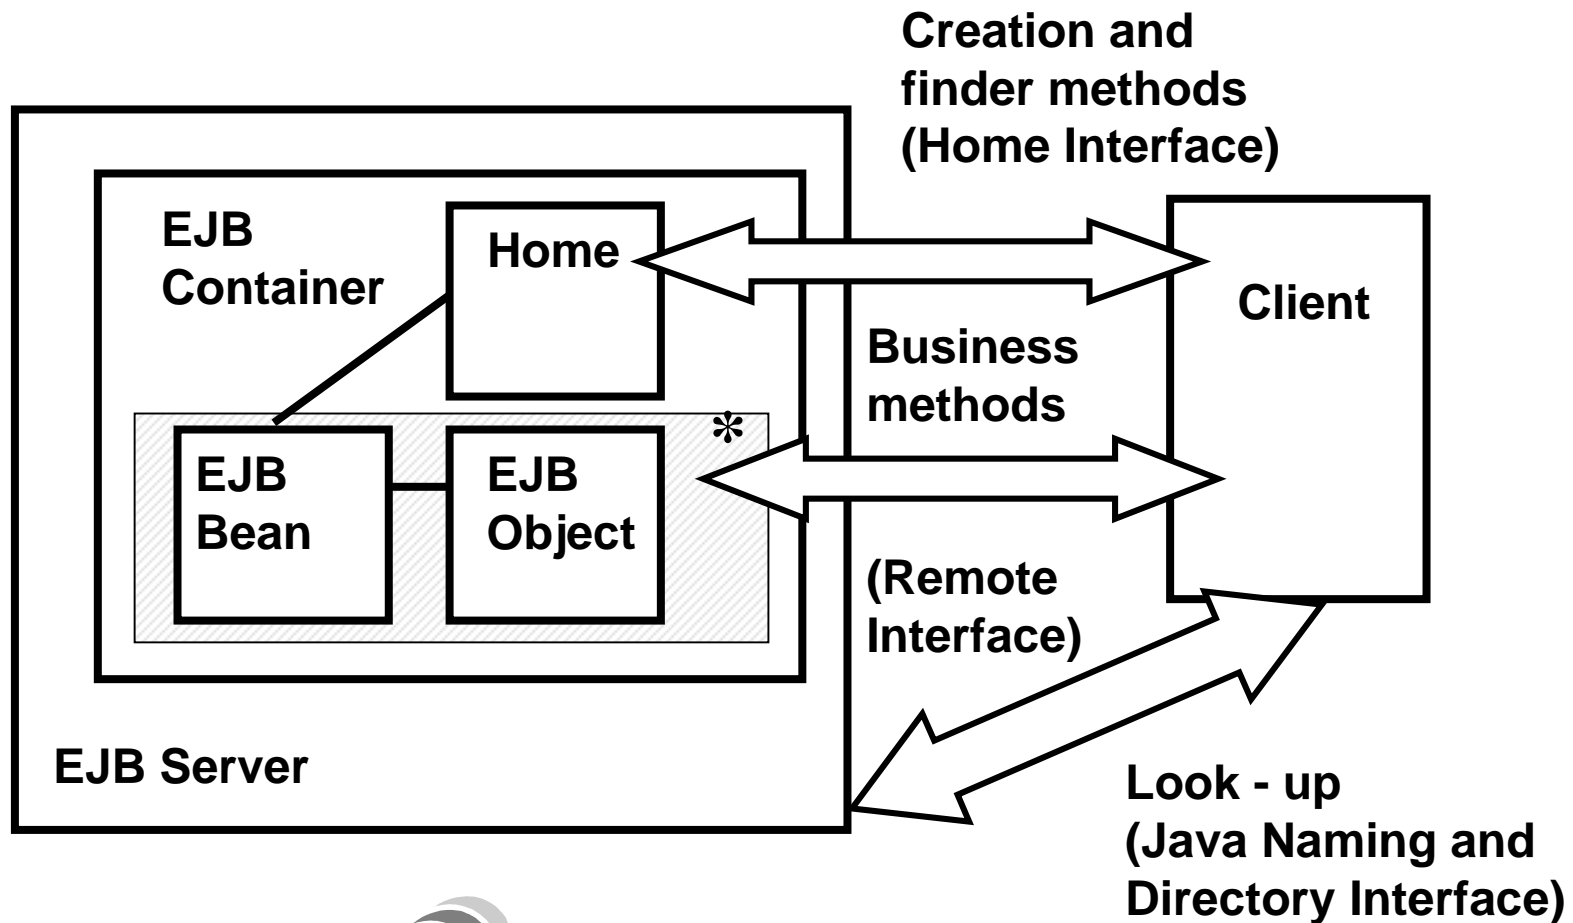 Creation and
finder methods
(Home Interface)
EJB
Container
Home
Client
Business
methods
*
EJB
Bean
EJB
Object
(Remote
Interface)
EJB Server
Look - up
(Java Naming and
Directory Interface)